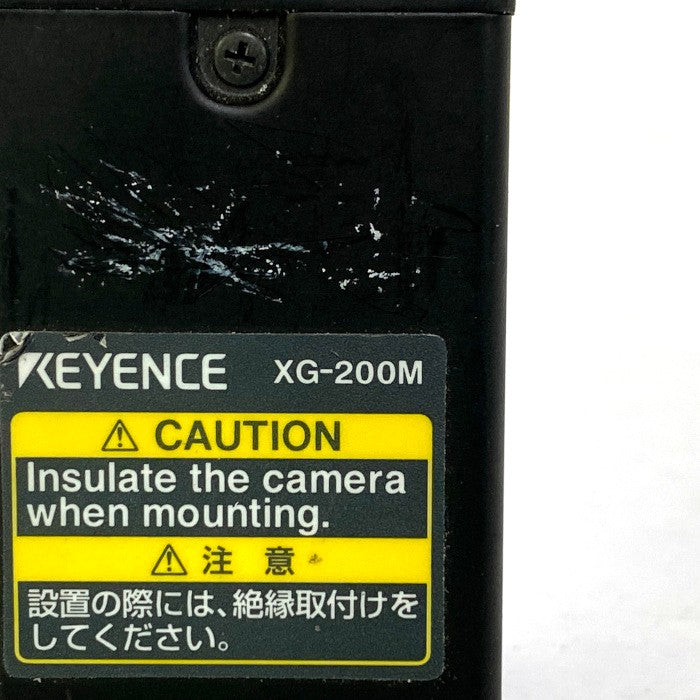 KEYENCE XG-200M
⚠ CAUTION
Insulate the camera
when mounting.
⚠ 注 意
設置の際には、絶縁取付けを
してください。